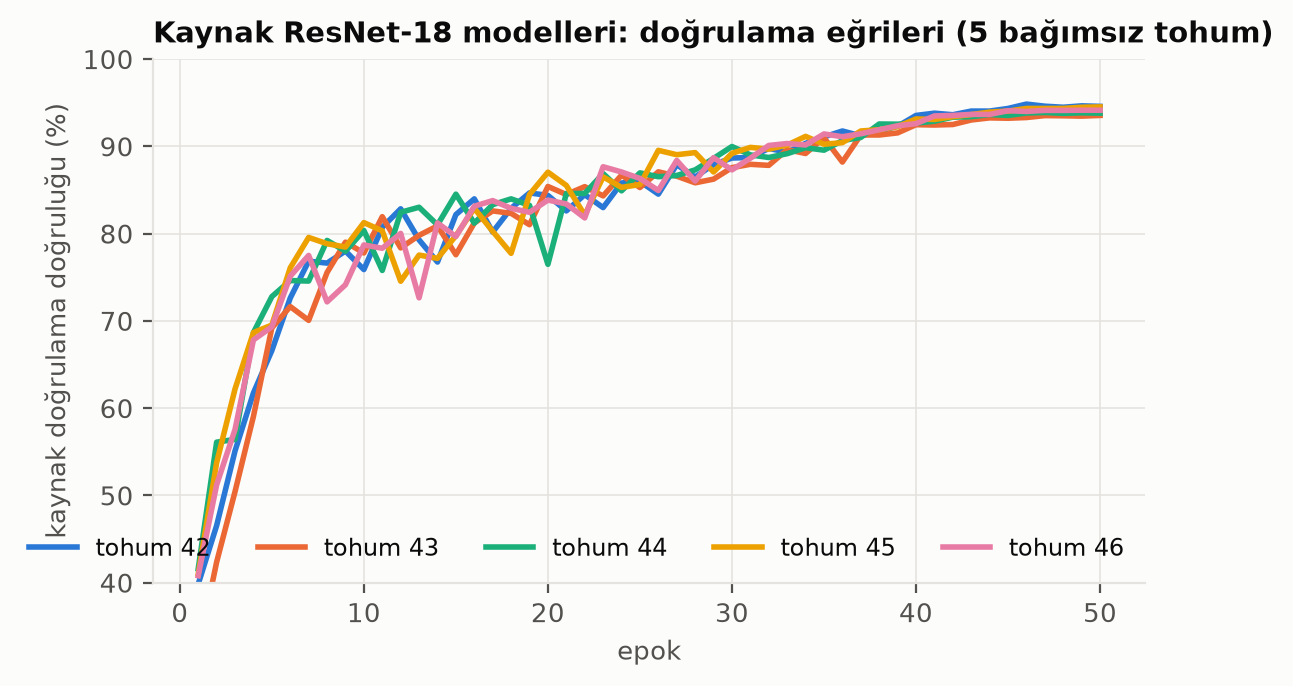 Kaynak ResNet-18 modelleri: doğrulama eğrileri (5 bağımsız tohum)
kaynak doğrulama doğruluğu (%)
100
90
80
70
60
50
40
tohum 42 tohum 43 tohum 44 tohum 45 tohum 46
0 10 20 30 40 50
epok